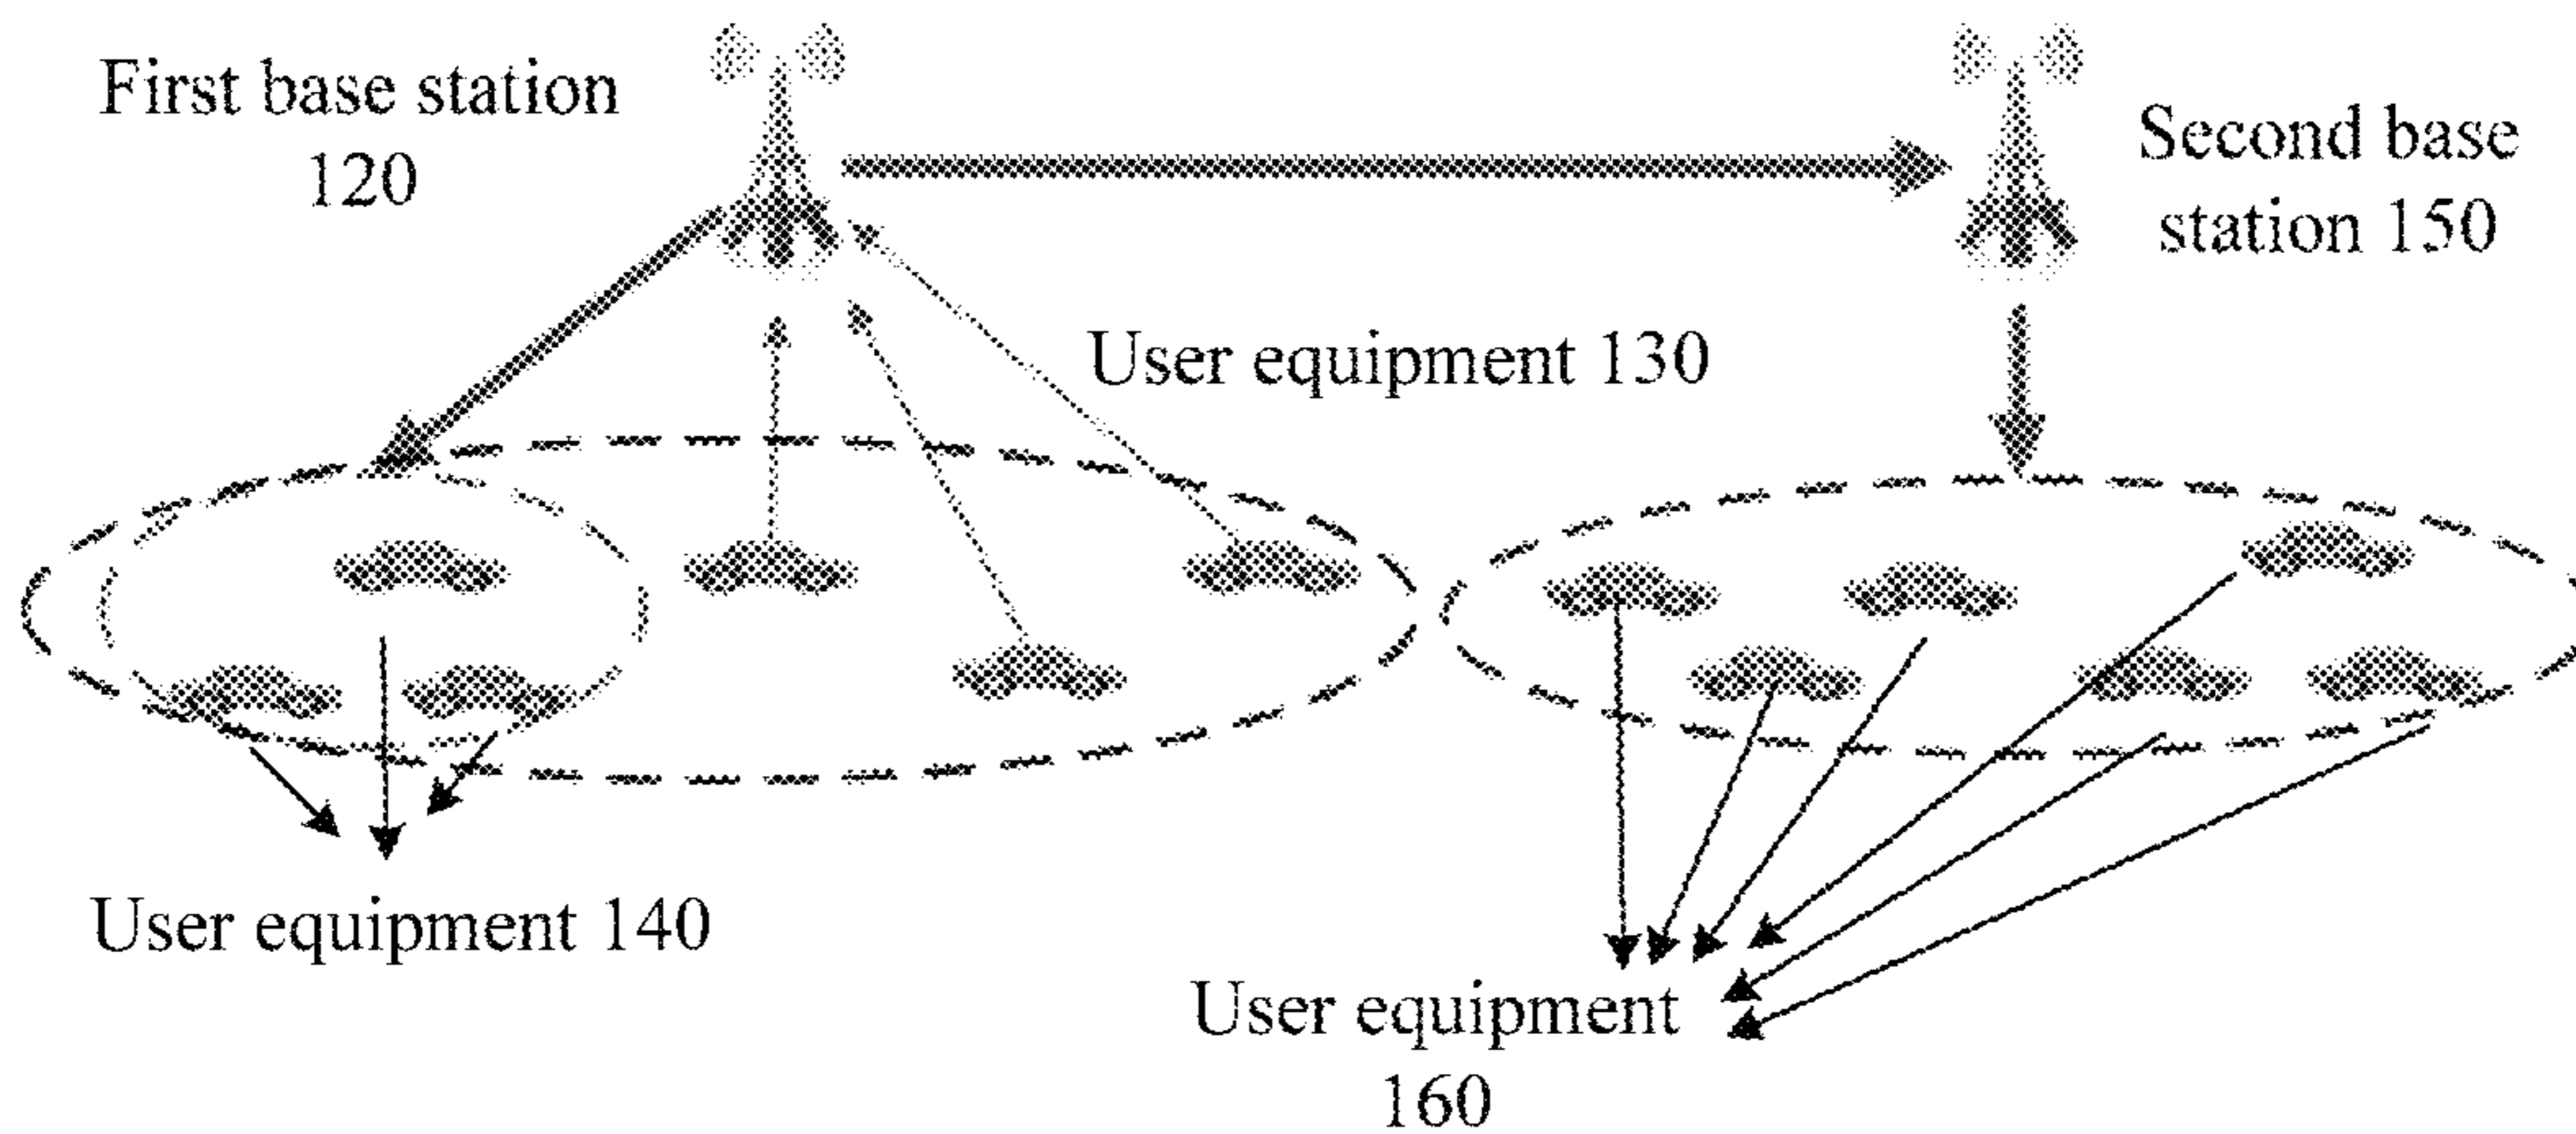 First base station
120
Second base
station 150
User equipment 130
User equipment 140
User equipment
160